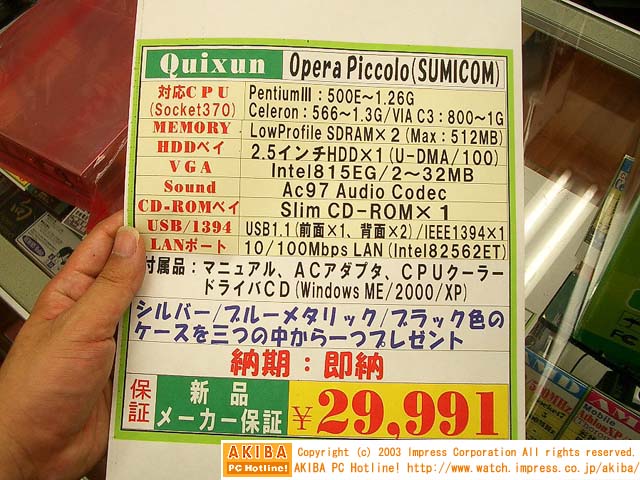 Quixun Opera Piccolo(SUMICOM)
対応CPU (Socket370) PentiumⅢ：500E～1.26G
Celeron：566～1.3G/VIA C3：800～1G
MEMORY LowProfile SDRAM×2 (Max：512MB)
HDDベイ 2.5インチHDD×1 (U-DMA/100)
VGA Intel815EG/2～32MB
Sound Ac97 Audio Codec
CD-ROMベイ Slim CD-ROM×1
USB/1394 USB1.1(前面×1、背面×2)/IEEE1394×1
LANポート 10/100Mbps LAN (Intel82562ET)
付属品：マニュアル、ACアダプタ、CPUクーラー
ドライバCD(Windows ME/2000/XP)
シルバー/ブルーメタリック/ブラック色の
ケースを三つの中から一つプレゼント
納期：即納
保証 新品
メーカー保証 ￥29,991
AKIBA PC Hotline!
Copyright (c) 2003 Impress Corporation All rights reserved.
AKIBA PC Hotline! http://www.watch.impress.co.jp/akiba/